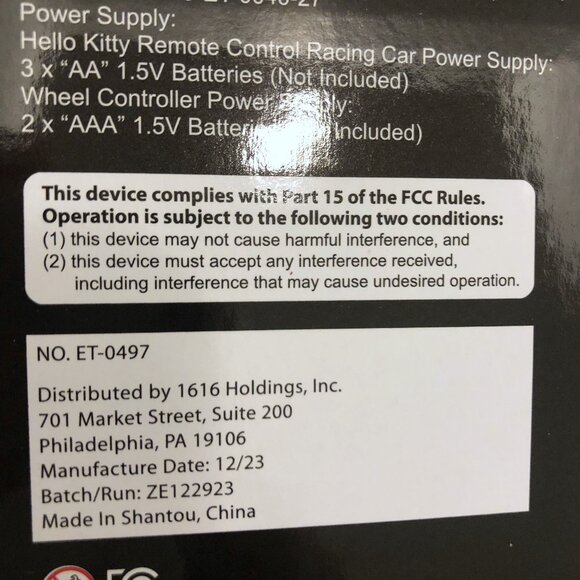 Power Supply:
Hello Kitty Remote Control Racing Car Power Supply:
3 x “AA” 1.5V Batteries (Not Included)
Wheel Controller Power
2 x “AAA” 1.5V Included)
This device complies with Part 15 of the FCC Rules.
Operation is subject to the following two conditions:
(1) this device may not cause harmful interference, and
(2) this device must accept any interference received,
including interference that may cause undesired operation.
NO. ET-0497
Distributed by 1616 Holdings, Inc.
701 Market Street, Suite 200
Philadelphia, PA 19106
Manufacture Date: 12/23
Batch/Run: ZE122923
Made In Shantou, China